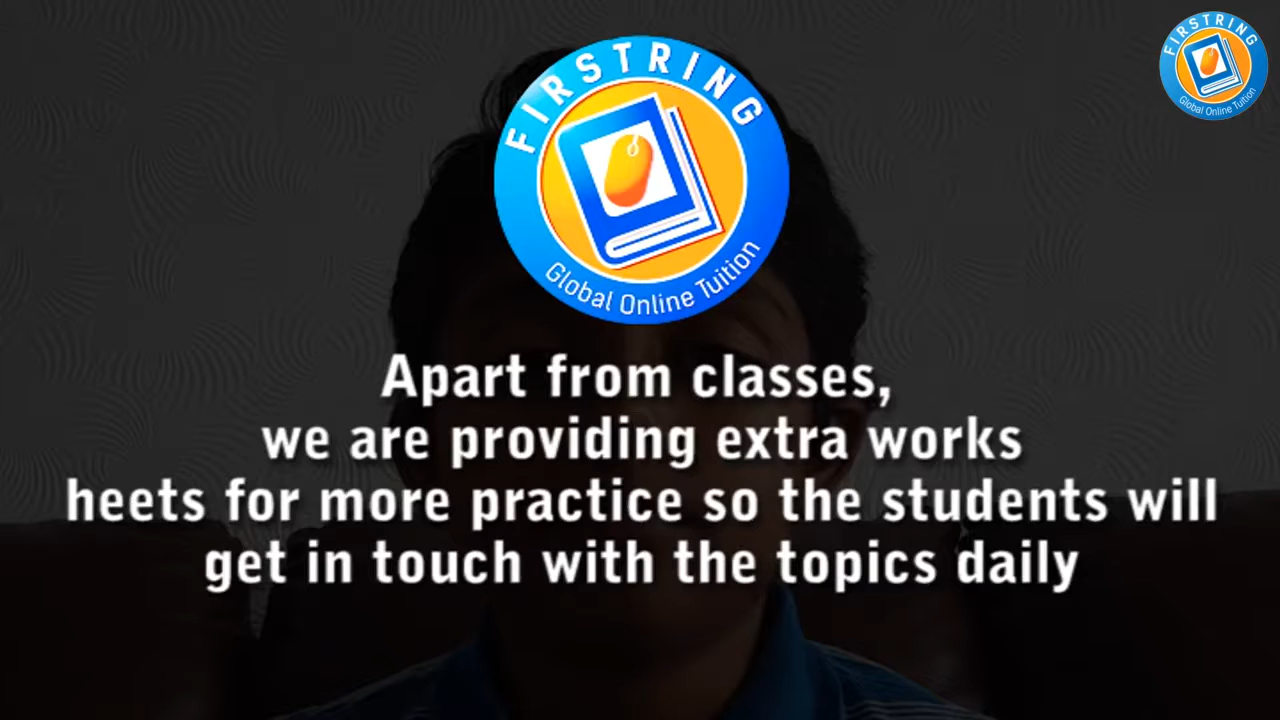 FIRSTRING
Global Online Tuition
FIRSTRING
Global Online Tuition
Apart from classes,
we are providing extra works
heets for more practice so the students will
get in touch with the topics daily